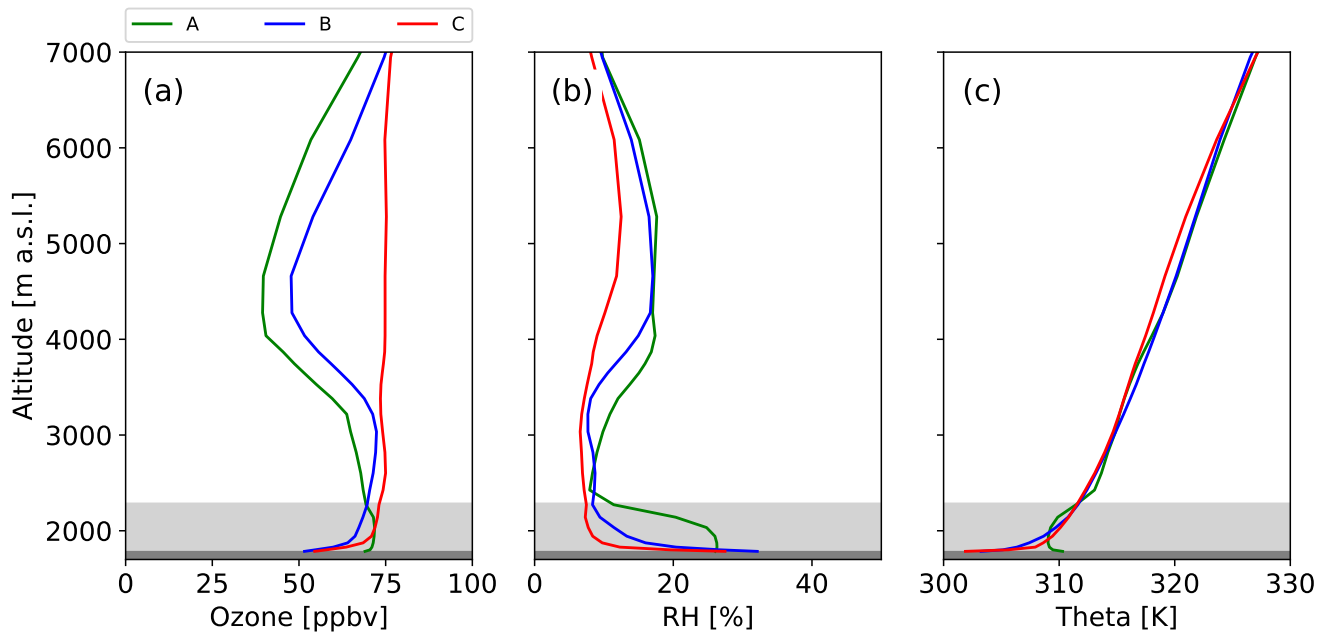 A B C
7000
6000
5000
4000
3000
2000
Altitude [m a.s.l.]
(a)
0 25 50 75 100
Ozone [ppbv]
(b)
0 20 40
RH [%]
(c)
300 310 320 330
Theta [K]